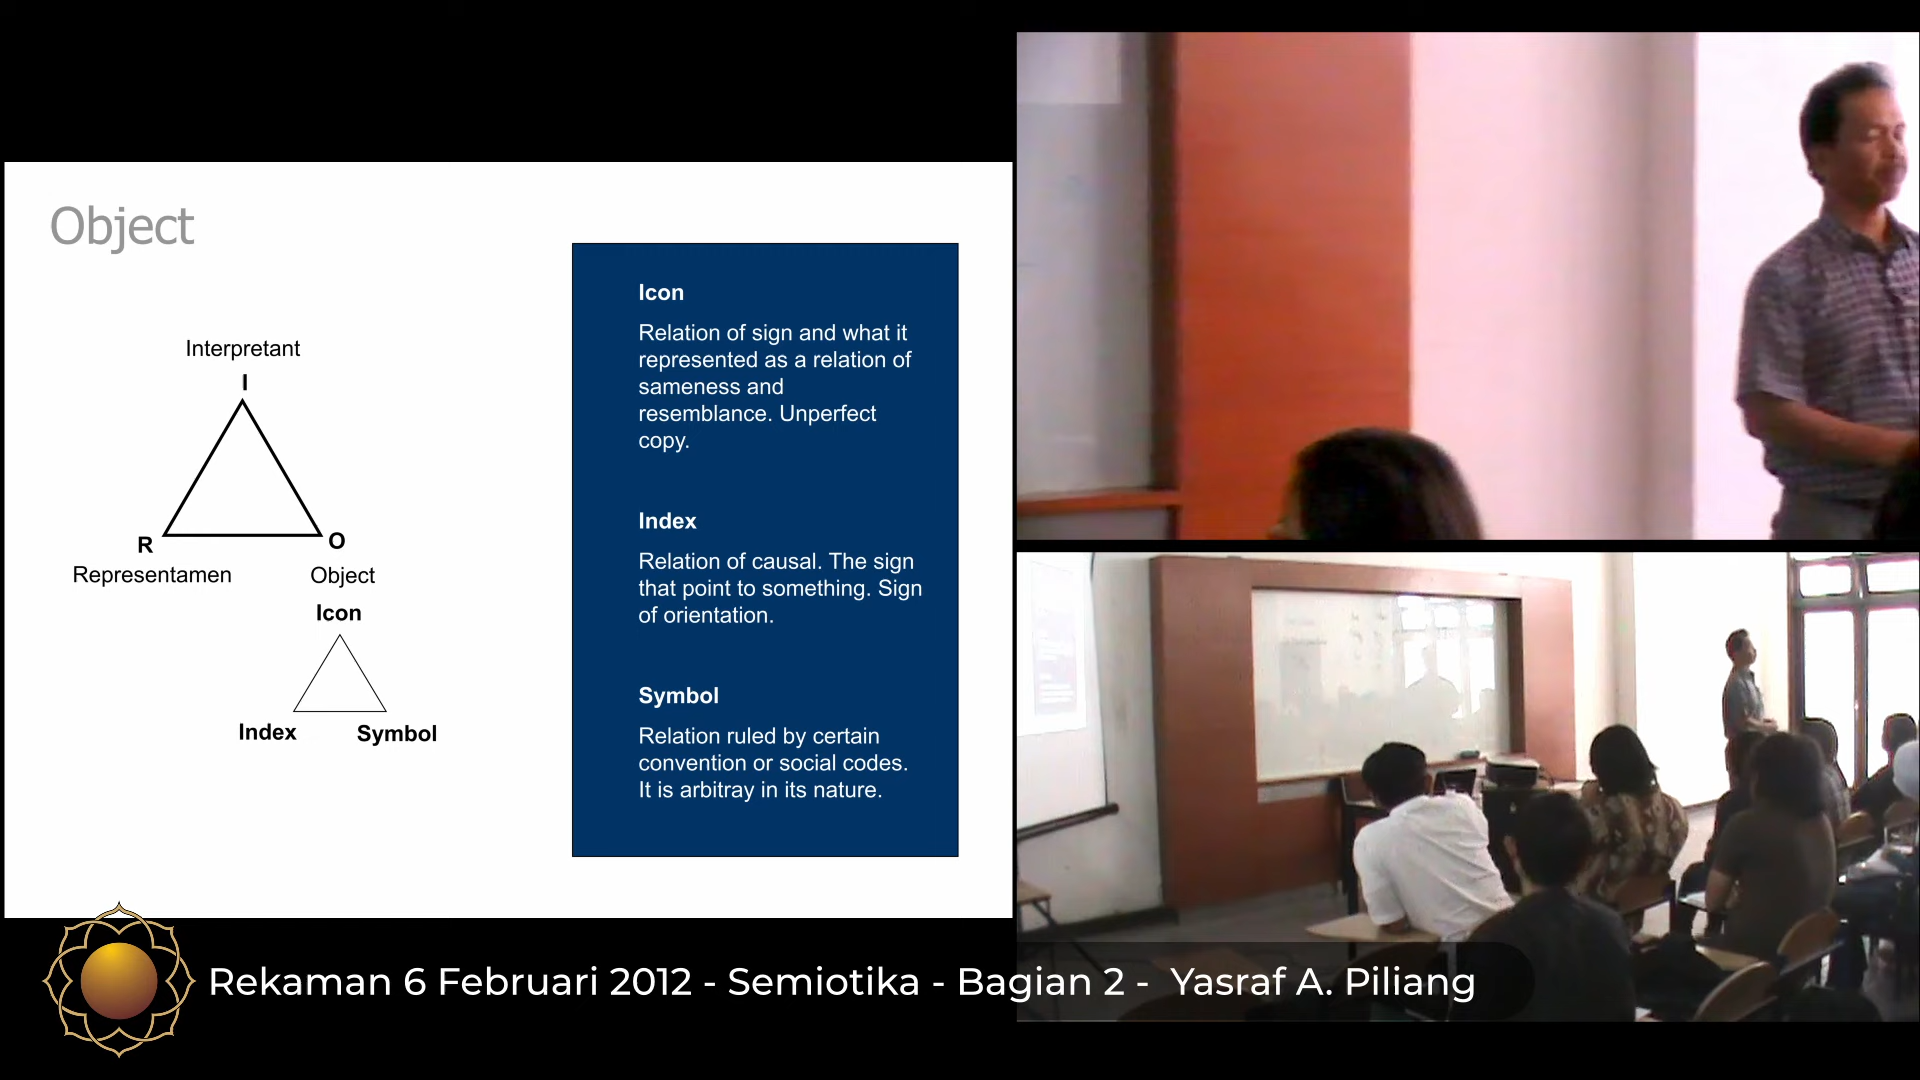 Object
Interpretant
I
R
O
Representamen
Object
Icon
Index
Symbol
Icon
Relation of sign and what it
represented as a relation of
sameness and
resemblance. Unperfect
copy.
Index
Relation of causal. The sign
that point to something. Sign
of orientation.
Symbol
Relation ruled by certain
convention or social codes.
It is arbitray in its nature.
Rekaman 6 Februari 2012 - Semiotika - Bagian 2 - Yasraf A. Piliang